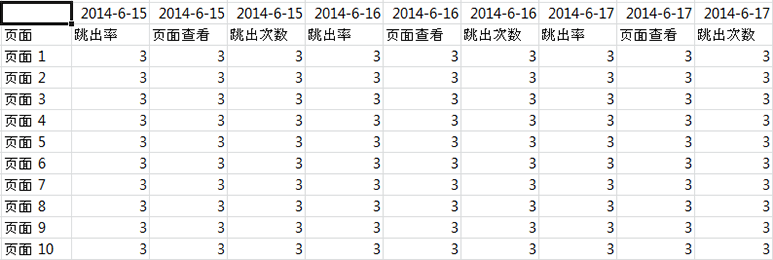 2014-6-15 2014-6-15 2014-6-15 2014-6-16 2014-6-16 2014-6-16 2014-6-17 2014-6-17 2014-6-17
页面 跳出率 页面查看 跳出次数 跳出率 页面查看 跳出次数 跳出率 页面查看 跳出次数
页面 1 3 3 3 3 3 3 3 3 3
页面 2 3 3 3 3 3 3 3 3 3
页面 3 3 3 3 3 3 3 3 3 3
页面 4 3 3 3 3 3 3 3 3 3
页面 5 3 3 3 3 3 3 3 3 3
页面 6 3 3 3 3 3 3 3 3 3
页面 7 3 3 3 3 3 3 3 3 3
页面 8 3 3 3 3 3 3 3 3 3
页面 9 3 3 3 3 3 3 3 3 3
页面 10 3 3 3 3 3 3 3 3 3